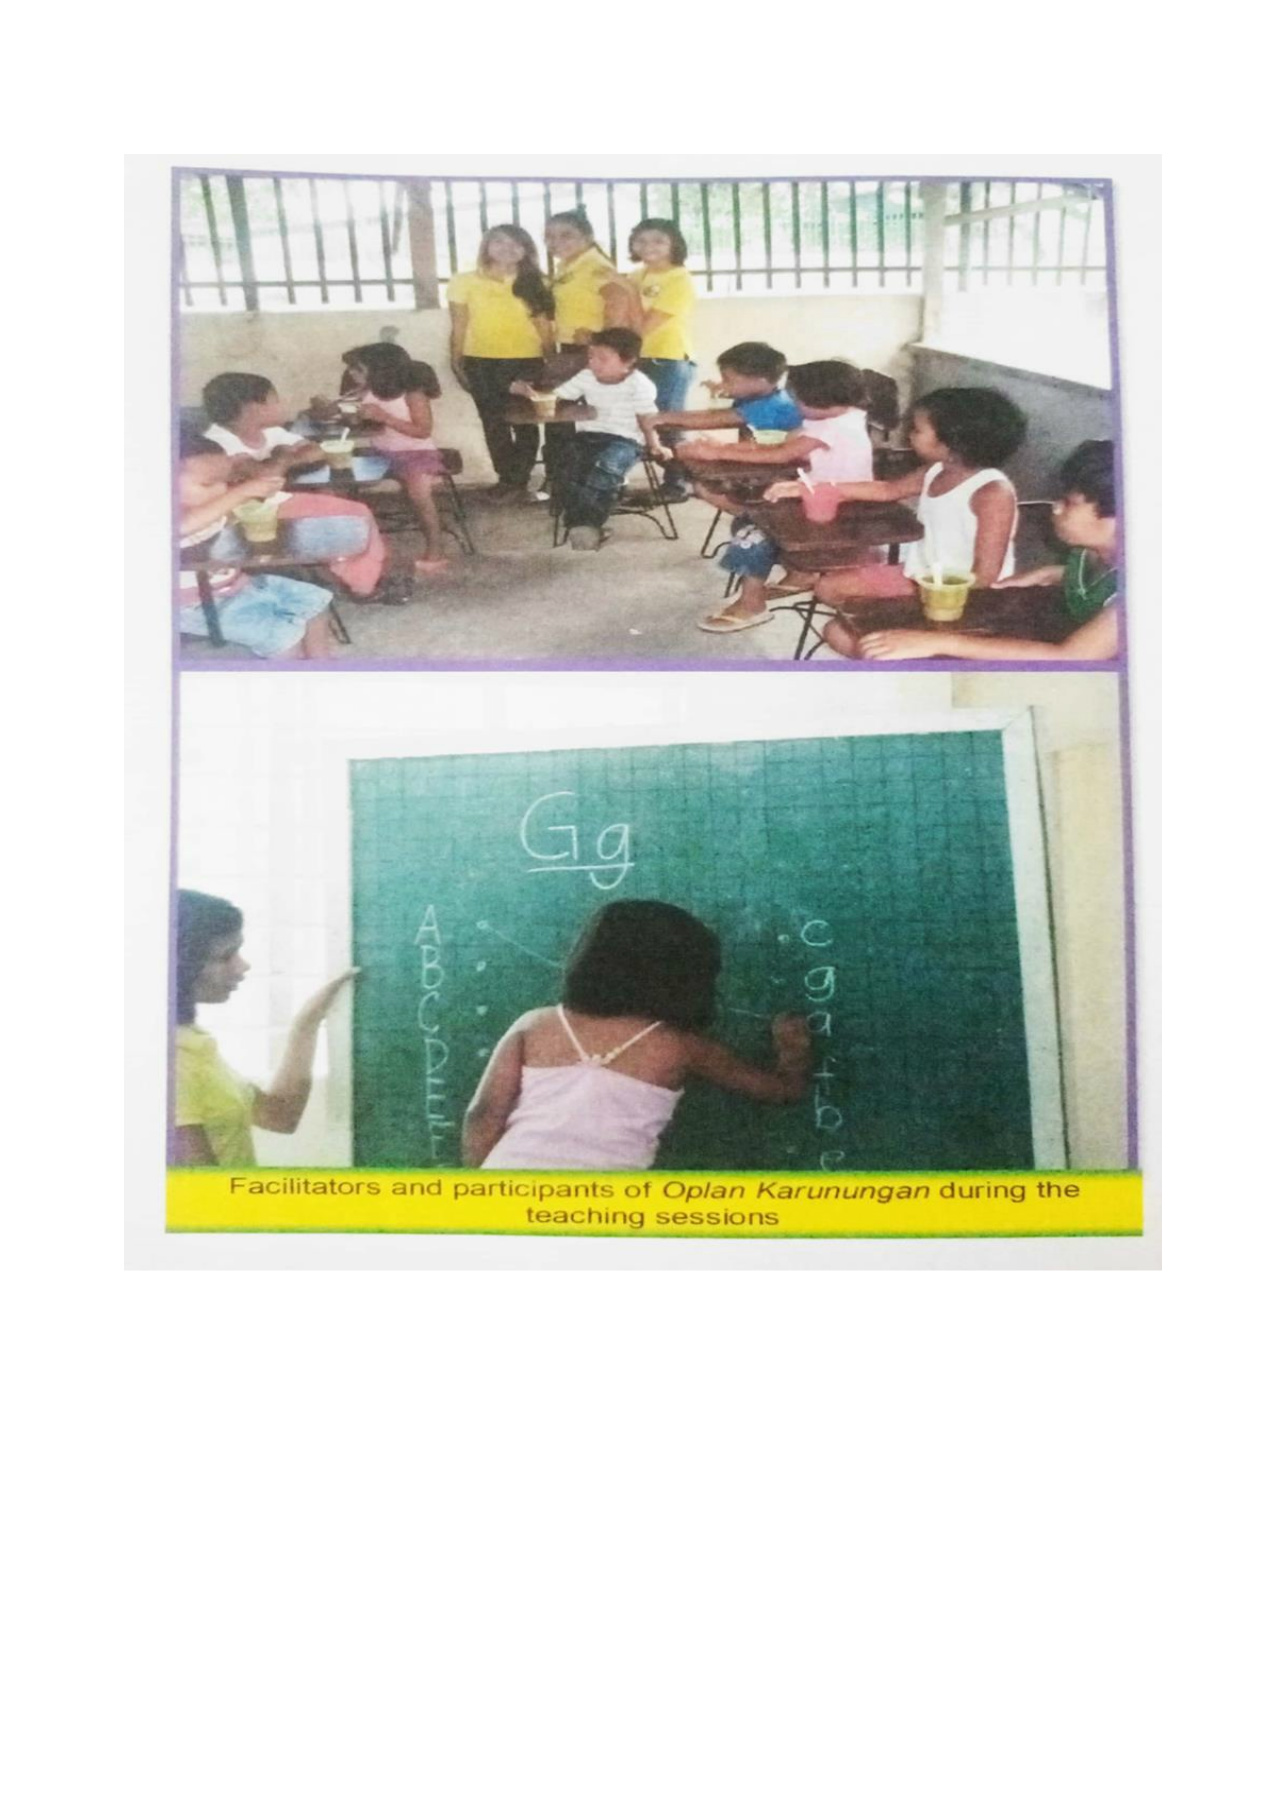 Gg
A
B
C
D
E
F
c
g
a
f
b
e
Facilitators and participants of Oplan Karunungan during the
teaching sessions